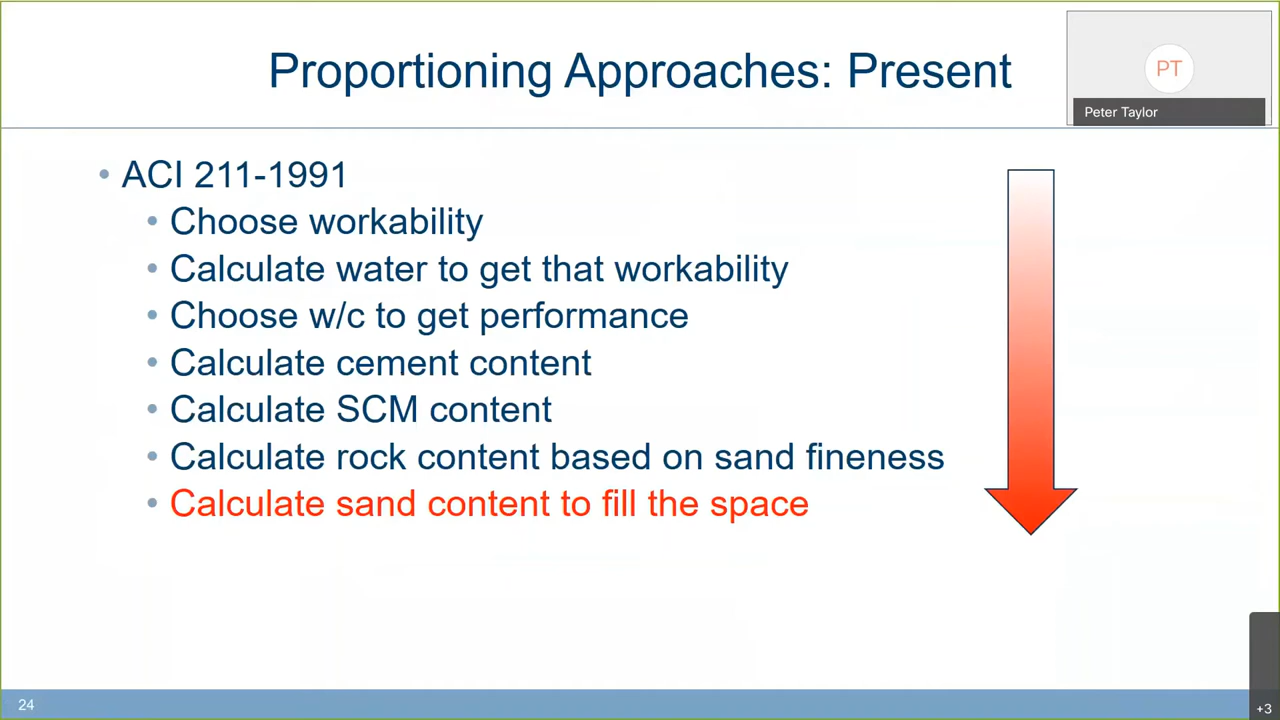 Proportioning Approaches: Present
PT
Peter Taylor
• ACI 211-1991
• Choose workability
• Calculate water to get that workability
• Choose w/c to get performance
• Calculate cement content
• Calculate SCM content
• Calculate rock content based on sand fineness
• Calculate sand content to fill the space
24
+3